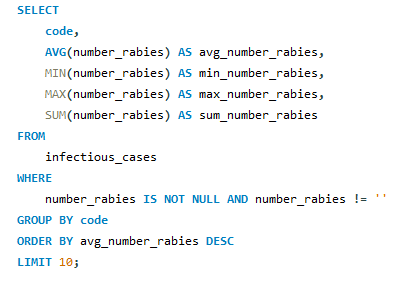 SELECT
    code,
    AVG(number_rabies) AS avg_number_rabies,
    MIN(number_rabies) AS min_number_rabies,
    MAX(number_rabies) AS max_number_rabies,
    SUM(number_rabies) AS sum_number_rabies
FROM
    infectious_cases
WHERE
    number_rabies IS NOT NULL AND number_rabies != ''
GROUP BY code
ORDER BY avg_number_rabies DESC
LIMIT 10;